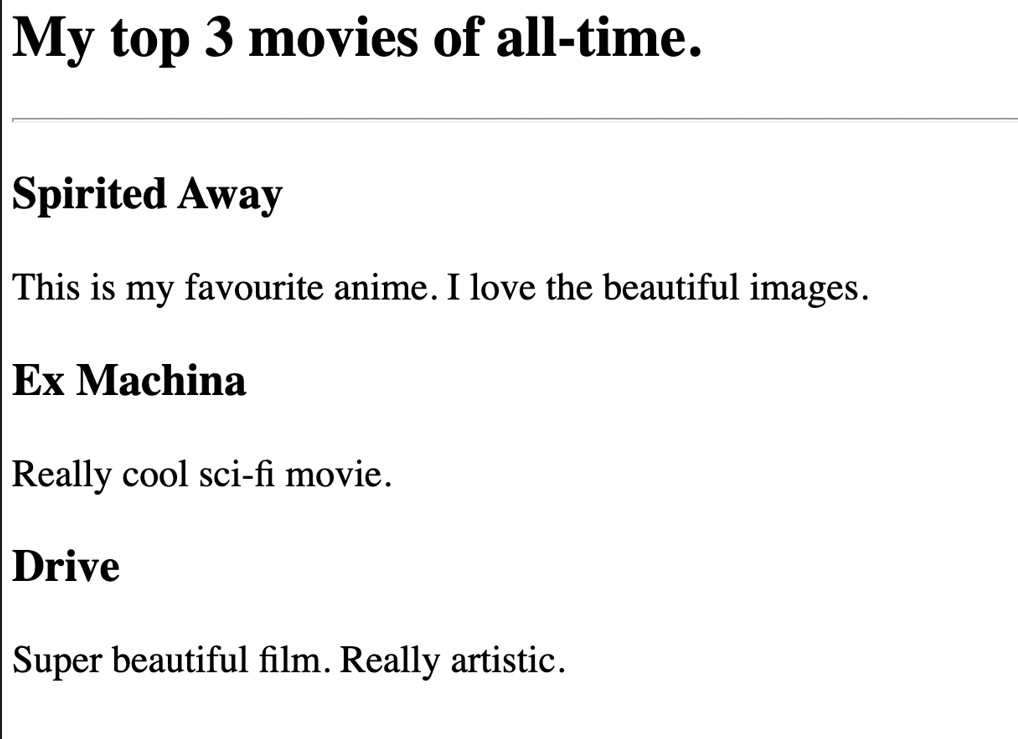 My top 3 movies of all-time.
Spirited Away
This is my favourite anime. I love the beautiful images.
Ex Machina
Really cool sci-fi movie.
Drive
Super beautiful film. Really artistic.